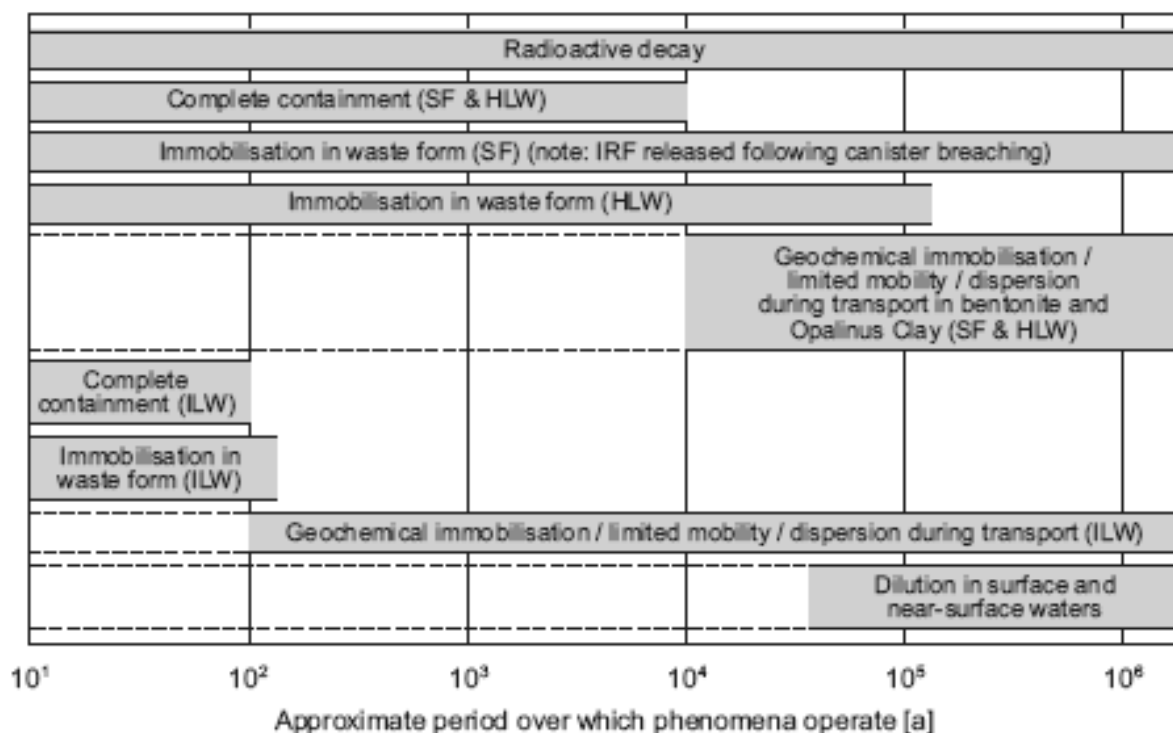 Radioactive decay
Complete containment (SF & HLW)
Immobilisation in waste form (SF) (note: IRF released following canister breaching)
Immobilisation in waste form (HLW)
Geochemical immobilisation /
limited mobility / dispersion
during transport in bentonite and
Opalinus Clay (SF & HLW)
Complete
containment (ILW)
Immobilisation in
waste form (ILW)
Geochemical immobilisation / limited mobility / dispersion during transport (ILW)
Dilution in surface and
near-surface waters
10¹ 10² 10³ 10⁴ 10⁵ 10⁶
Approximate period over which phenomena operate [a]